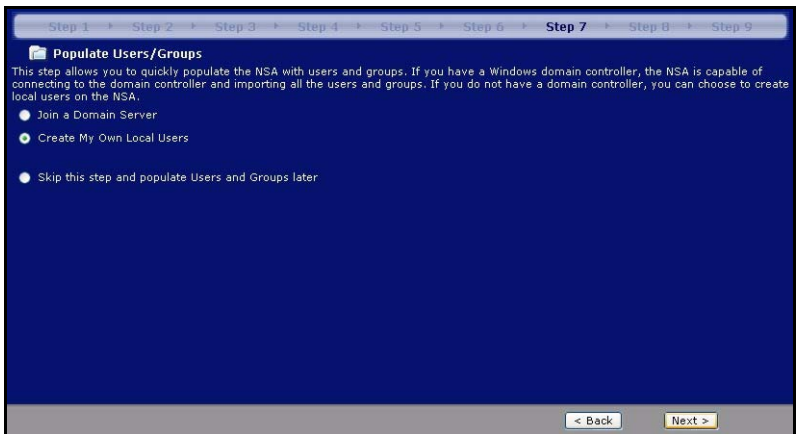 Step 1 Step 2 Step 3 Step 4 Step 5 Step 6 Step 7 Step 8 Step 9
Populate Users/Groups
This step allows you to quickly populate the NSA with users and groups. If you have a Windows domain controller, the NSA is capable of
connecting to the domain controller and importing all the users and groups. If you do not have a domain controller, you can choose to create
local users on the NSA.
Join a Domain Server
Create My Own Local Users
Skip this step and populate Users and Groups later
< Back Next >